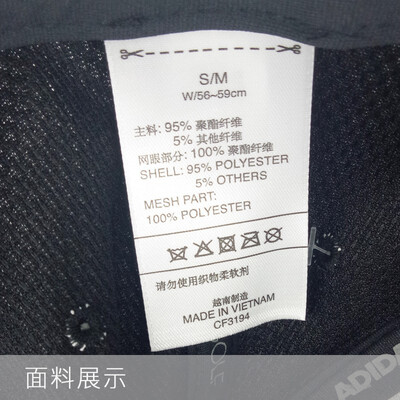 S/M
W/56~59cm
主料: 95% 聚酯纤维
5% 其他纤维
网眼部分: 100% 聚酯纤维
SHELL: 95% POLYESTER
5% OTHERS
MESH PART:
100% POLYESTER
请勿使用织物柔软剂
越南制造
MADE IN VIETNAM
CF3194
面料展示